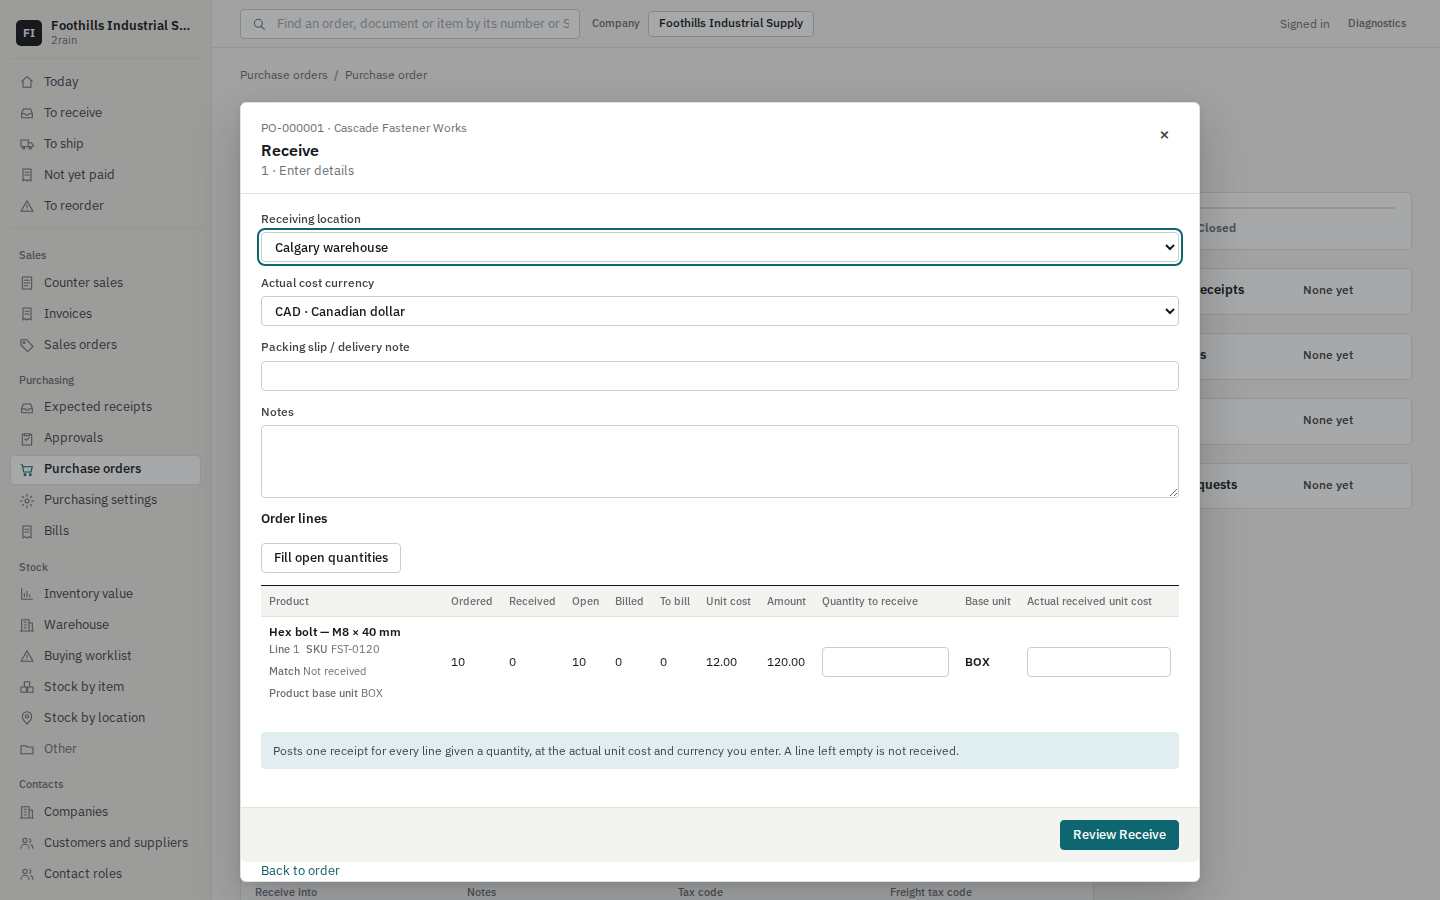 FI
Foothills Industrial S...
2rain
Today
To receive
To ship
Not yet paid
To reorder
Sales
Counter sales
Invoices
Sales orders
Purchasing
Expected receipts
Approvals
Purchase orders
Purchasing settings
Bills
Stock
Inventory value
Warehouse
Buying worklist
Stock by item
Stock by location
Other
Contacts
Companies
Customers and suppliers
Contact roles
Find an order, document or item by its number or S
Company
Foothills Industrial Supply
Signed in
Diagnostics
Purchase orders / Purchase order
PO-000001 · Cascade Fastener Works
×
Receive
1 · Enter details
Receiving location
Calgary warehouse
Actual cost currency
CAD · Canadian dollar
Packing slip / delivery note
Notes
Order lines
Fill open quantities
Product Ordered Received Open Billed To bill Unit cost Amount Quantity to receive Base unit Actual received unit cost
Hex bolt — M8 × 40 mm
Line 1 SKU FST-0120
Match Not received
Product base unit BOX
10 0 10 0 0 12.00 120.00 BOX
Posts one receipt for every line given a quantity, at the actual unit cost and currency you enter. A line left empty is not received.
Review Receive
Back to order
Closed
eceipts None yet
s None yet
None yet
quests None yet
Receive into Notes Tax code Freight tax code